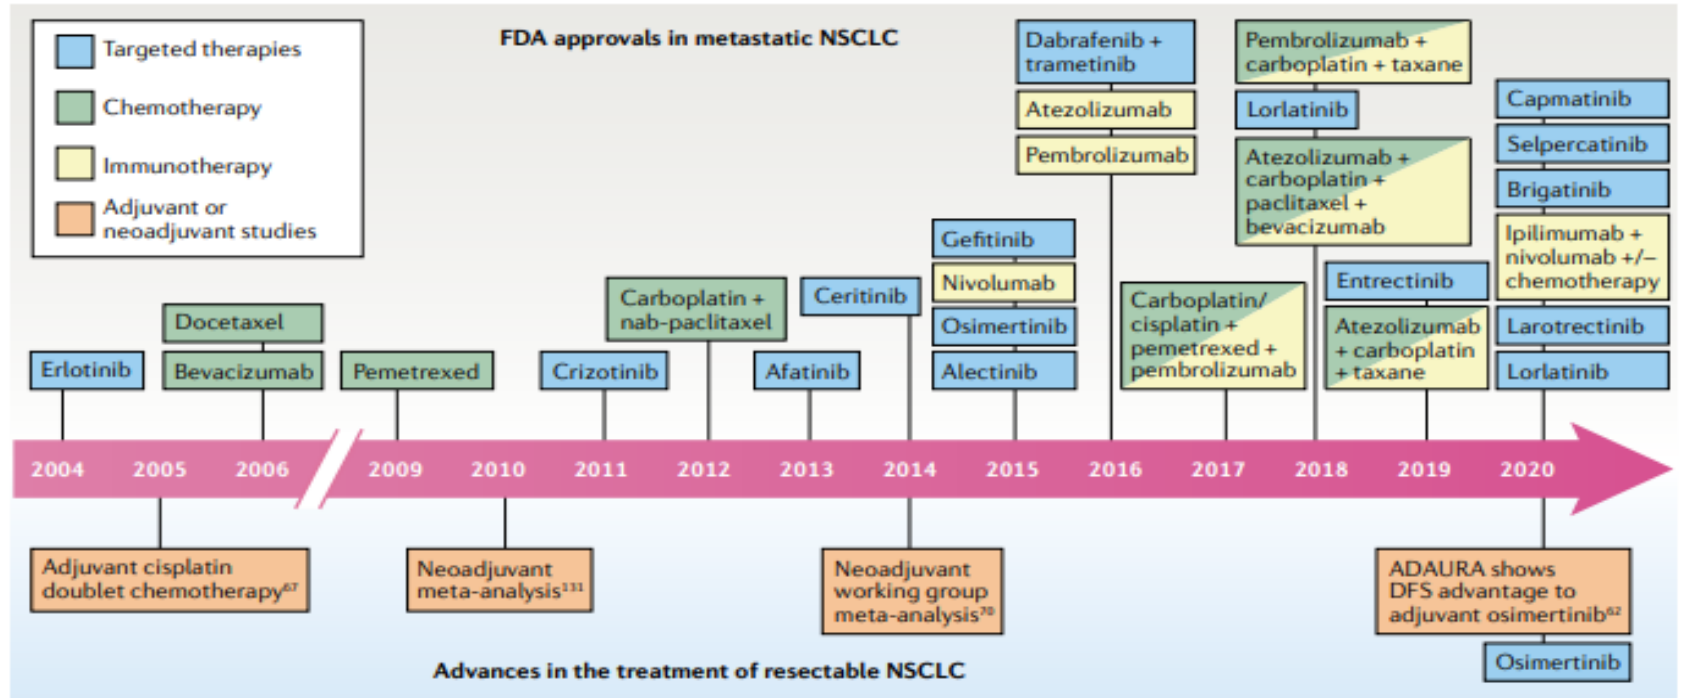 Targeted therapies
Chemotherapy
Immunotherapy
Adjuvant or
neoadjuvant studies
FDA approvals in metastatic NSCLC
Erlotinib
Docetaxel
Bevacizumab
Pemetrexed
Crizotinib
Carboplatin +
nab-paclitaxel
Afatinib
Ceritinib
Gefitinib
Nivolumab
Osimertinib
Alectinib
Dabrafenib +
trametinib
Atezolizumab
Pembrolizumab
Carboplatin/
cisplatin +
pemetrexed +
pembrolizumab
Pembrolizumab +
carboplatin + taxane
Lorlatinib
Atezolizumab +
carboplatin +
paclitaxel +
bevacizumab
Entrectinib
Atezolizumab
+ carboplatin
+ taxane
Capmatinib
Selpercatinib
Brigatinib
Ipilimumab +
nivolumab +/–
chemotherapy
Larotrectinib
Lorlatinib
2004 2005 2006 2009 2010 2011 2012 2013 2014 2015 2016 2017 2018 2019 2020
Adjuvant cisplatin
doublet chemotherapy⁶⁷
Neoadjuvant
meta-analysis¹³¹
Neoadjuvant
working group
meta-analysis⁷⁰
ADAURA shows
DFS advantage to
adjuvant osimertinib⁶²
Osimertinib
Advances in the treatment of resectable NSCLC